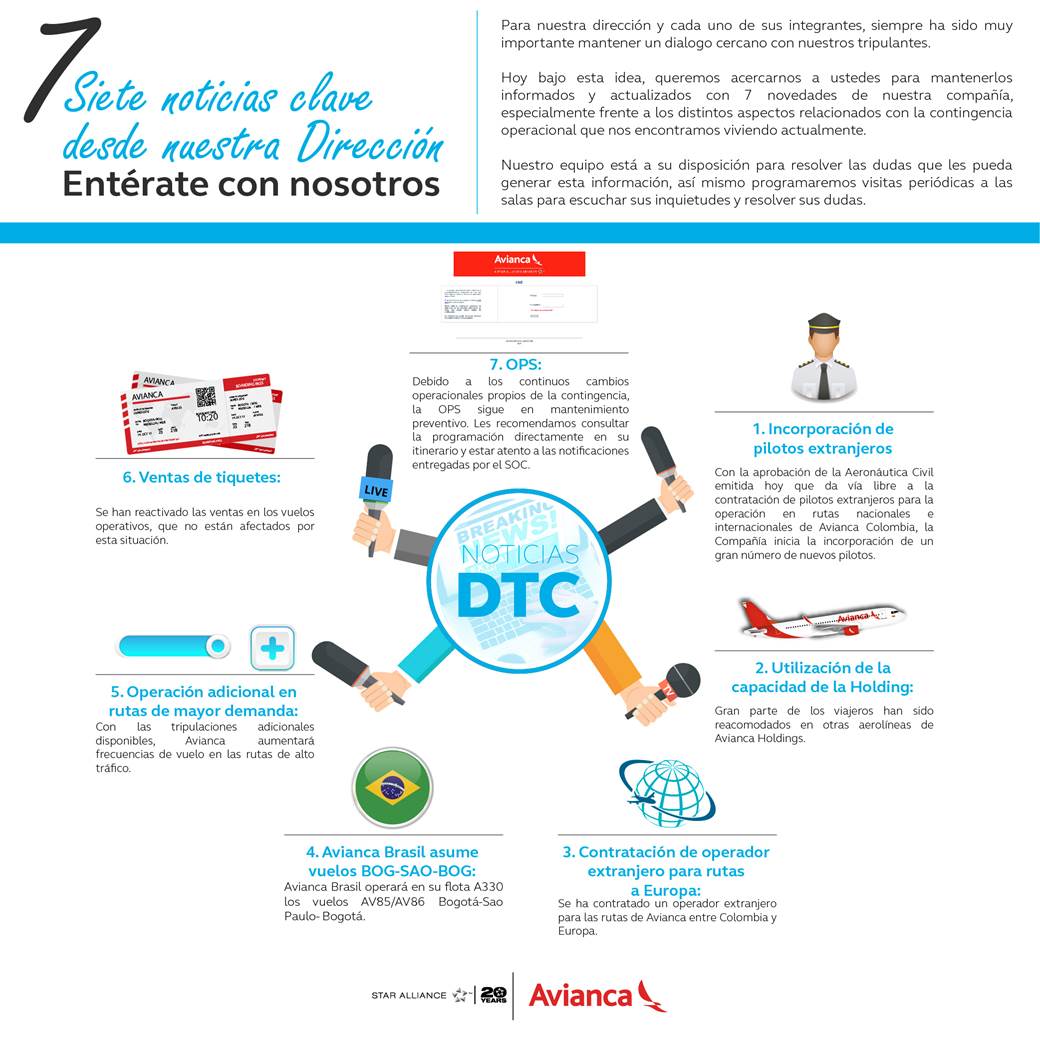 7
Siete noticias clave
desde nuestra Dirección
Entérate con nosotros
Para nuestra dirección y cada uno de sus integrantes, siempre ha sido muy
importante mantener un dialogo cercano con nuestros tripulantes.
Hoy bajo esta idea, queremos acercarnos a ustedes para mantenerlos
informados y actualizados con 7 novedades de nuestra compañía,
especialmente frente a los distintos aspectos relacionados con la contingencia
operacional que nos encontramos viviendo actualmente.
Nuestro equipo está a su disposición para resolver las dudas que les pueda
generar esta información, así mismo programaremos visitas periódicas a las
salas para escuchar sus inquietudes y resolver sus dudas.
Avianca
7. OPS:
Debido a los continuos cambios
operacionales propios de la contingencia,
la OPS sigue en mantenimiento
preventivo. Les recomendamos consultar
la programación directamente en su
itinerario y estar atento a las notificaciones
entregadas por el SOC.
1. Incorporación de
pilotos extranjeros
Con la aprobación de la Aeronáutica Civil
emitida hoy que da vía libre a la
contratación de pilotos extranjeros para la
operación en rutas nacionales e
internacionales de Avianca Colombia, la
Compañía inicia la incorporación de un
gran número de nuevos pilotos.
AVIANCA
AVIANCA
10:20
6. Ventas de tiquetes:
Se han reactivado las ventas en los vuelos
operativos, que no están afectados por
esta situación.
LIVE
BREAKING
NEWS!
NOTICIAS
DTC
TV
Avianca
2. Utilización de la
capacidad de la Holding:
Gran parte de los viajeros han sido
reacomodados en otras aerolíneas de
Avianca Holdings.
5. Operación adicional en
rutas de mayor demanda:
Con las tripulaciones adicionales
disponibles, Avianca aumentará
frecuencias de vuelo en las rutas de alto
tráfico.
4. Avianca Brasil asume
vuelos BOG-SAO-BOG:
Avianca Brasil operará en su flota A330
los vuelos AV85/AV86 Bogotá-Sao
Paulo- Bogotá.
3. Contratación de operador
extranjero para rutas
a Europa:
Se ha contratado un operador extranjero
para las rutas de Avianca entre Colombia y
Europa.
STAR ALLIANCE 20 YEARS
Avianca